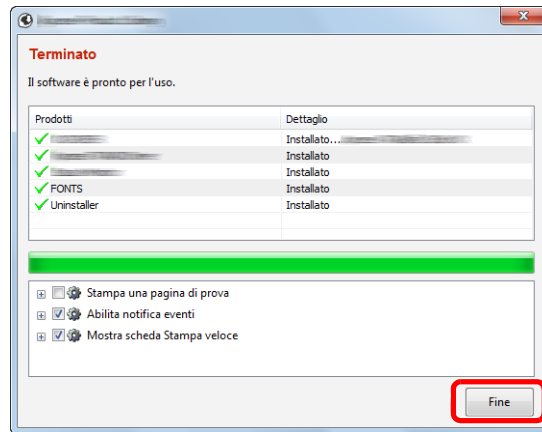 Terminato
Il software è pronto per l'uso.
Prodotti Dettaglio
Installato...
Installato
Installato
FONTS Installato
Uninstaller Installato
Stampa una pagina di prova
Abilita notifica eventi
Mostra scheda Stampa veloce
Fine